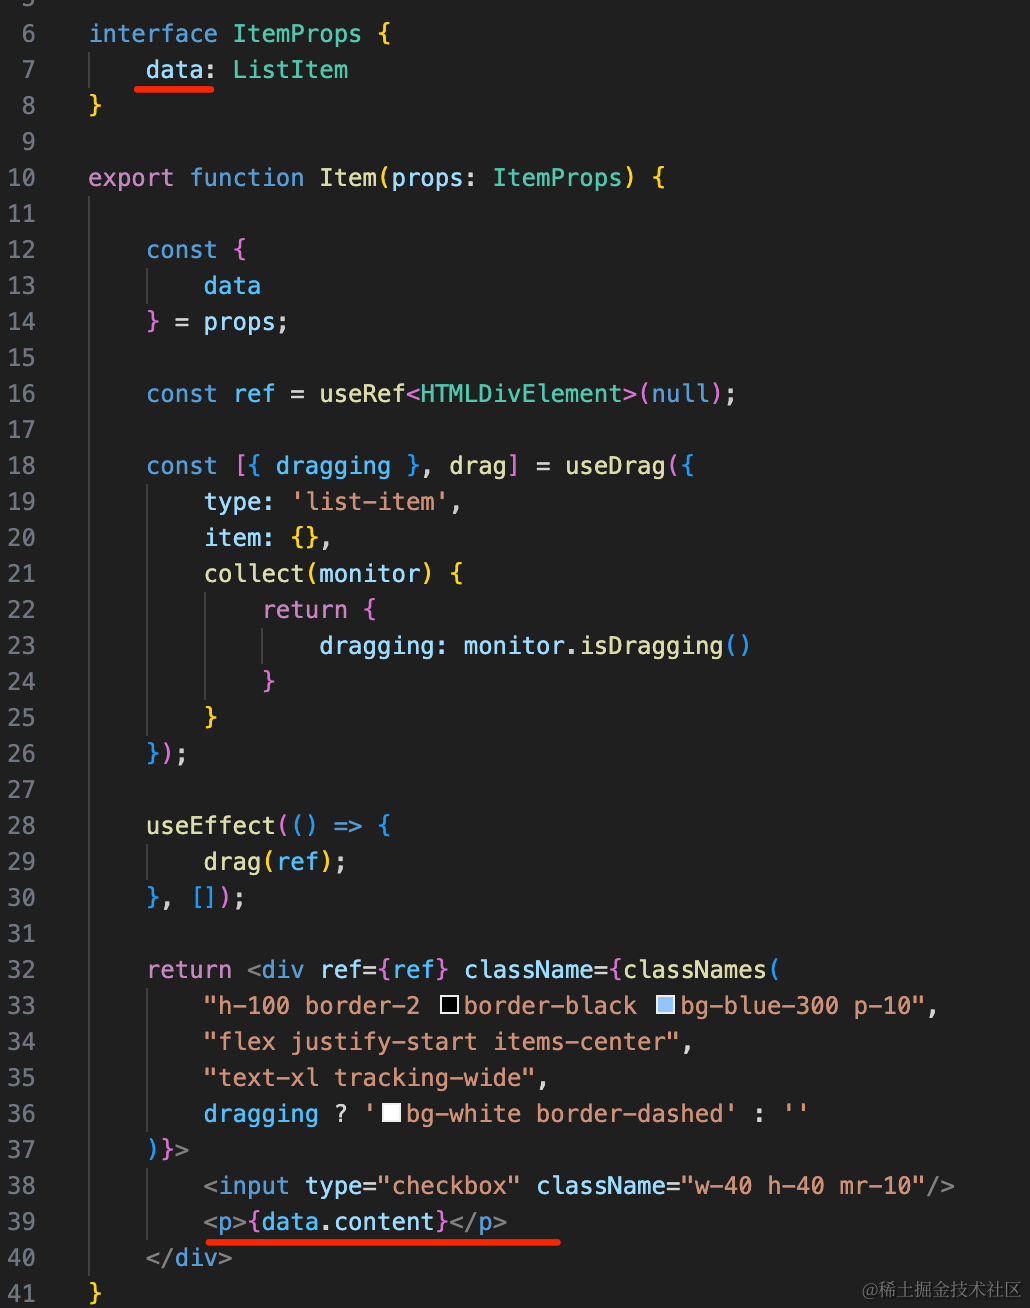 6 interface ItemProps {
7 data: ListItem
8 }
9
10 export function Item(props: ItemProps) {
11
12 const {
13 data
14 } = props;
15
16 const ref = useRef<HTMLDivElement>(null);
17
18 const [{ dragging }, drag] = useDrag({
19 type: 'list-item',
20 item: {},
21 collect(monitor) {
22 return {
23 dragging: monitor.isDragging()
24 }
25 }
26 });
27
28 useEffect(() => {
29 drag(ref);
30 }, []);
31
32 return <div ref={ref} className={classNames(
33 "h-100 border-2 border-black bg-blue-300 p-10",
34 "flex justify-start items-center",
35 "text-xl tracking-wide",
36 dragging ? 'bg-white border-dashed' : ''
37 )}>
38 <input type="checkbox" className="w-40 h-40 mr-10"/>
39 <p>{data.content}</p>
40 </div>
41 }
@稀土掘金技术社区